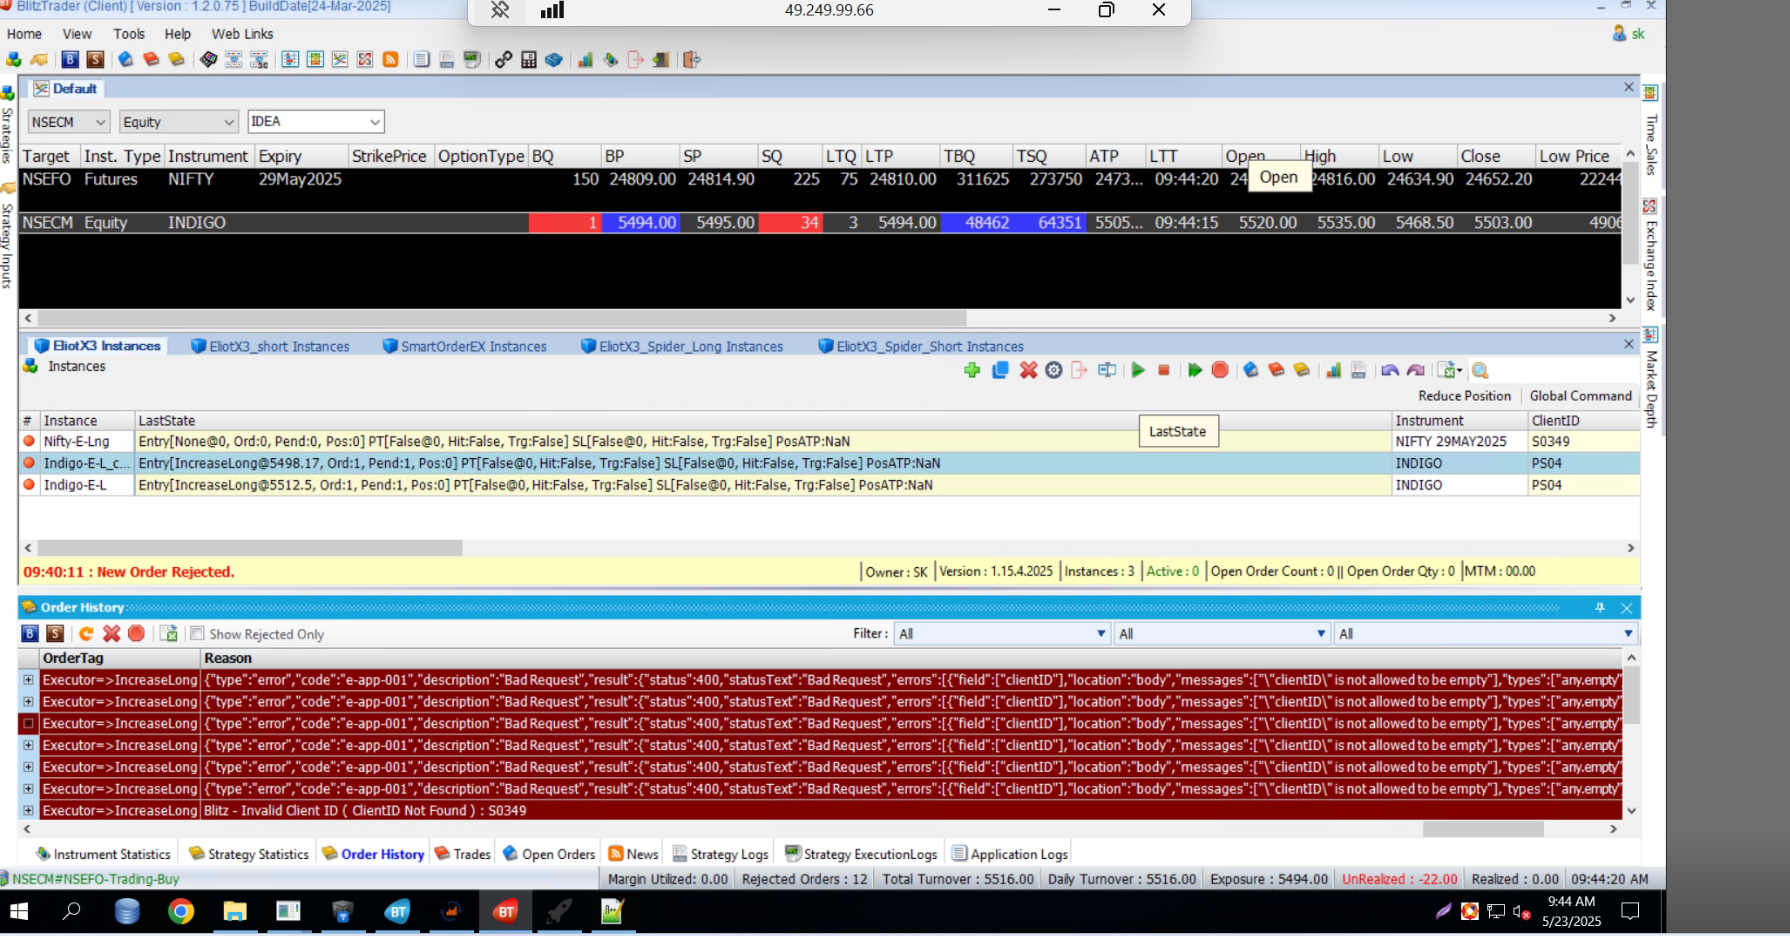 BlitzTrader (Client) [ Version : 1.2.0.75 ] BuildDate[24-Mar-2025]
49.249.99.66
Home View Tools Help Web Links
sk
Default
NSECM Equity IDEA
Target Inst. Type Instrument Expiry StrikePrice OptionType BQ BP SP SQ LTQ LTP TBQ TSQ ATP LTT Open High Low Close Low Price
NSEFO Futures NIFTY 29May2025 150 24809.00 24814.90 225 75 24810.00 311625 273750 2473... 09:44:20 24 24816.00 24634.90 24652.20 22244
Open
NSECM Equity INDIGO 1 5494.00 5495.00 34 3 5494.00 48462 64351 5505... 09:44:15 5520.00 5535.00 5468.50 5503.00 4906
Strategies
Strategy Inputs
Time_Sales
Exchange Index
Market Depth
EliotX3 Instances EliotX3_short Instances SmartOrderEX Instances EliotX3_Spider_Long Instances EliotX3_Spider_Short Instances
Instances
Reduce Position Global Command
# Instance LastState Instrument ClientID
LastState
Nifty-E-Lng Entry[None@0, Ord:0, Pend:0, Pos:0] PT[False@0, Hit:False, Trg:False] SL[False@0, Hit:False, Trg:False] PosATP:NaN NIFTY 29MAY2025 S0349
Indigo-E-L_c... Entry[IncreaseLong@5498.17, Ord:1, Pend:1, Pos:0] PT[False@0, Hit:False, Trg:False] SL[False@0, Hit:False, Trg:False] PosATP:NaN INDIGO PS04
Indigo-E-L Entry[IncreaseLong@5512.5, Ord:1, Pend:1, Pos:0] PT[False@0, Hit:False, Trg:False] SL[False@0, Hit:False, Trg:False] PosATP:NaN INDIGO PS04
09:40:11 : New Order Rejected. Owner : SK Version : 1.15.4.2025 Instances : 3 Active : 0 Open Order Count : 0 || Open Order Qty : 0 MTM : 00.00
Order History
B S Show Rejected Only Filter : All All All
OrderTag Reason
Executor=>IncreaseLong {"type":"error","code":"e-app-001","description":"Bad Request","result":{"status":400,"statusText":"Bad Request","errors":[{"field":["clientID"],"location":"body","messages":["\"clientID\" is not allowed to be empty"],"types":["any.empty"
Executor=>IncreaseLong {"type":"error","code":"e-app-001","description":"Bad Request","result":{"status":400,"statusText":"Bad Request","errors":[{"field":["clientID"],"location":"body","messages":["\"clientID\" is not allowed to be empty"],"types":["any.empty"
Executor=>IncreaseLong {"type":"error","code":"e-app-001","description":"Bad Request","result":{"status":400,"statusText":"Bad Request","errors":[{"field":["clientID"],"location":"body","messages":["\"clientID\" is not allowed to be empty"],"types":["any.empty"
Executor=>IncreaseLong {"type":"error","code":"e-app-001","description":"Bad Request","result":{"status":400,"statusText":"Bad Request","errors":[{"field":["clientID"],"location":"body","messages":["\"clientID\" is not allowed to be empty"],"types":["any.empty"
Executor=>IncreaseLong {"type":"error","code":"e-app-001","description":"Bad Request","result":{"status":400,"statusText":"Bad Request","errors":[{"field":["clientID"],"location":"body","messages":["\"clientID\" is not allowed to be empty"],"types":["any.empty"
Executor=>IncreaseLong {"type":"error","code":"e-app-001","description":"Bad Request","result":{"status":400,"statusText":"Bad Request","errors":[{"field":["clientID"],"location":"body","messages":["\"clientID\" is not allowed to be empty"],"types":["any.empty"
Executor=>IncreaseLong Blitz - Invalid Client ID ( ClientID Not Found ) : S0349
Instrument Statistics Strategy Statistics Order History Trades Open Orders News Strategy Logs Strategy ExecutionLogs Application Logs
NSECM#NSEFO-Trading-Buy Margin Utilized: 0.00 Rejected Orders : 12 Total Turnover : 5516.00 Daily Turnover : 5516.00 Exposure : 5494.00 UnRealized : -22.00 Realized : 0.00 09:44:20 AM
BT BT
9:44 AM
5/23/2025